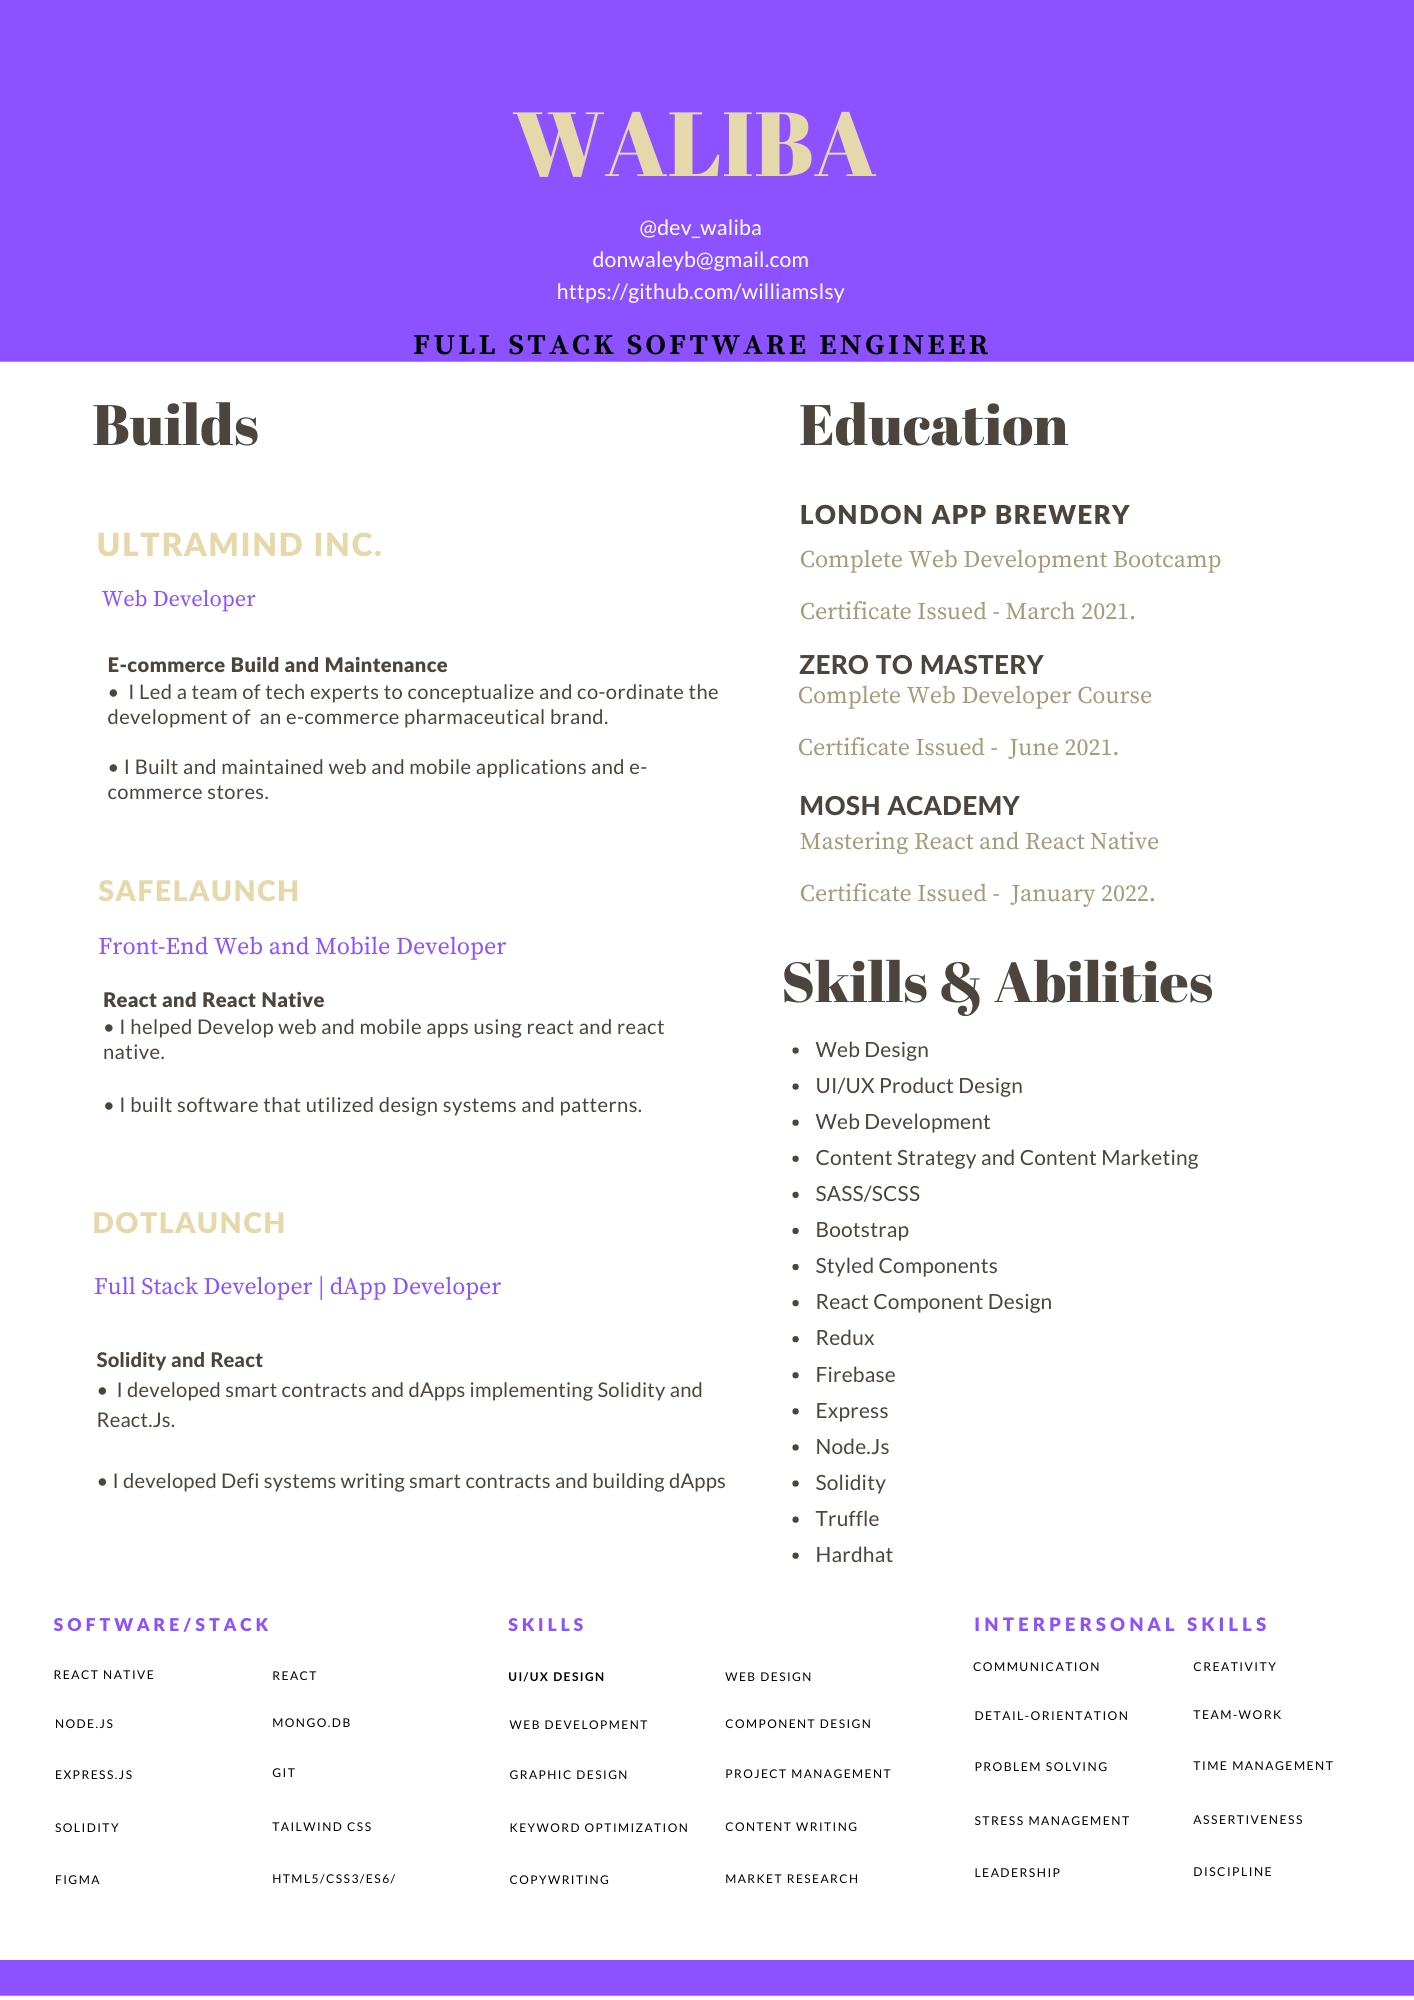 WALIBA
@dev_waliba
donwaleyb@gmail.com
https://github.com/williamslsy
FULL STACK SOFTWARE ENGINEER
Builds
ULTRAMIND INC.
Web Developer
E-commerce Build and Maintenance
• I Led a team of tech experts to conceptualize and co-ordinate the
development of an e-commerce pharmaceutical brand.
• I Built and maintained web and mobile applications and e-
commerce stores.
SAFELAUNCH
Front-End Web and Mobile Developer
React and React Native
• I helped Develop web and mobile apps using react and react
native.
• I built software that utilized design systems and patterns.
DOTLAUNCH
Full Stack Developer | dApp Developer
Solidity and React
• I developed smart contracts and dApps implementing Solidity and
React.Js.
• I developed Defi systems writing smart contracts and building dApps
Education
LONDON APP BREWERY
Complete Web Development Bootcamp
Certificate Issued - March 2021.
ZERO TO MASTERY
Complete Web Developer Course
Certificate Issued - June 2021.
MOSH ACADEMY
Mastering React and React Native
Certificate Issued - January 2022.
Skills & Abilities
• Web Design
• UI/UX Product Design
• Web Development
• Content Strategy and Content Marketing
• SASS/SCSS
• Bootstrap
• Styled Components
• React Component Design
• Redux
• Firebase
• Express
• Node.Js
• Solidity
• Truffle
• Hardhat
SOFTWARE/STACK
REACT NATIVE REACT
NODE.JS MONGO.DB
EXPRESS.JS GIT
SOLIDITY TAILWIND CSS
FIGMA HTML5/CSS3/ES6/
SKILLS
UI/UX DESIGN WEB DESIGN
WEB DEVELOPMENT COMPONENT DESIGN
GRAPHIC DESIGN PROJECT MANAGEMENT
KEYWORD OPTIMIZATION CONTENT WRITING
COPYWRITING MARKET RESEARCH
INTERPERSONAL SKILLS
COMMUNICATION CREATIVITY
DETAIL-ORIENTATION TEAM-WORK
PROBLEM SOLVING TIME MANAGEMENT
STRESS MANAGEMENT ASSERTIVENESS
LEADERSHIP DISCIPLINE